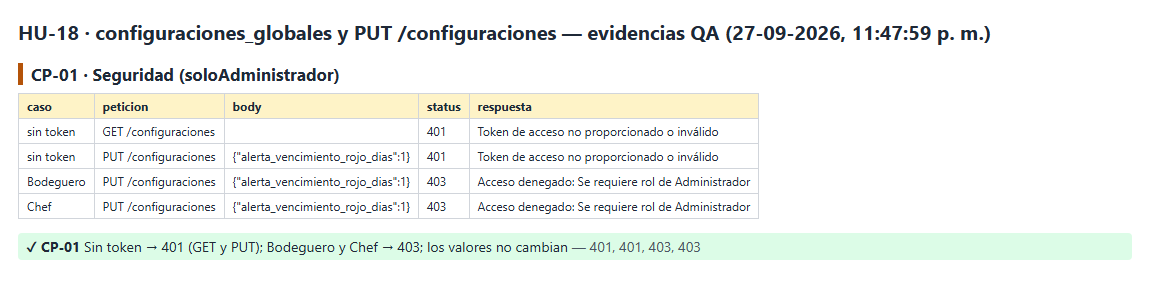 HU-18 · configuraciones_globales y PUT /configuraciones — evidencias QA (27-09-2026, 11:47:59 p. m.)
CP-01 · Seguridad (soloAdministrador)
caso peticion body status respuesta
sin token GET /configuraciones 401 Token de acceso no proporcionado o inválido
sin token PUT /configuraciones {"alerta_vencimiento_rojo_dias":1} 401 Token de acceso no proporcionado o inválido
Bodeguero PUT /configuraciones {"alerta_vencimiento_rojo_dias":1} 403 Acceso denegado: Se requiere rol de Administrador
Chef PUT /configuraciones {"alerta_vencimiento_rojo_dias":1} 403 Acceso denegado: Se requiere rol de Administrador
✓ CP-01 Sin token → 401 (GET y PUT); Bodeguero y Chef → 403; los valores no cambian — 401, 401, 403, 403